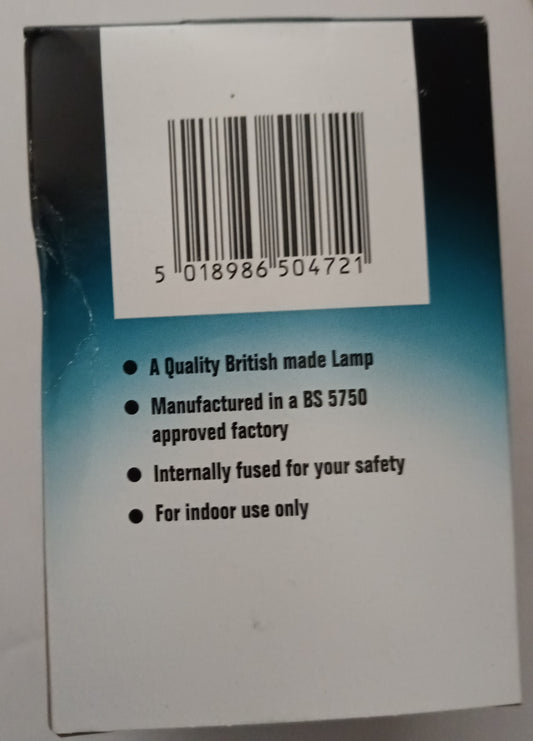 5 018986 504721
● A Quality British made Lamp
● Manufactured in a BS 5750
approved factory
● Internally fused for your safety
● For indoor use only